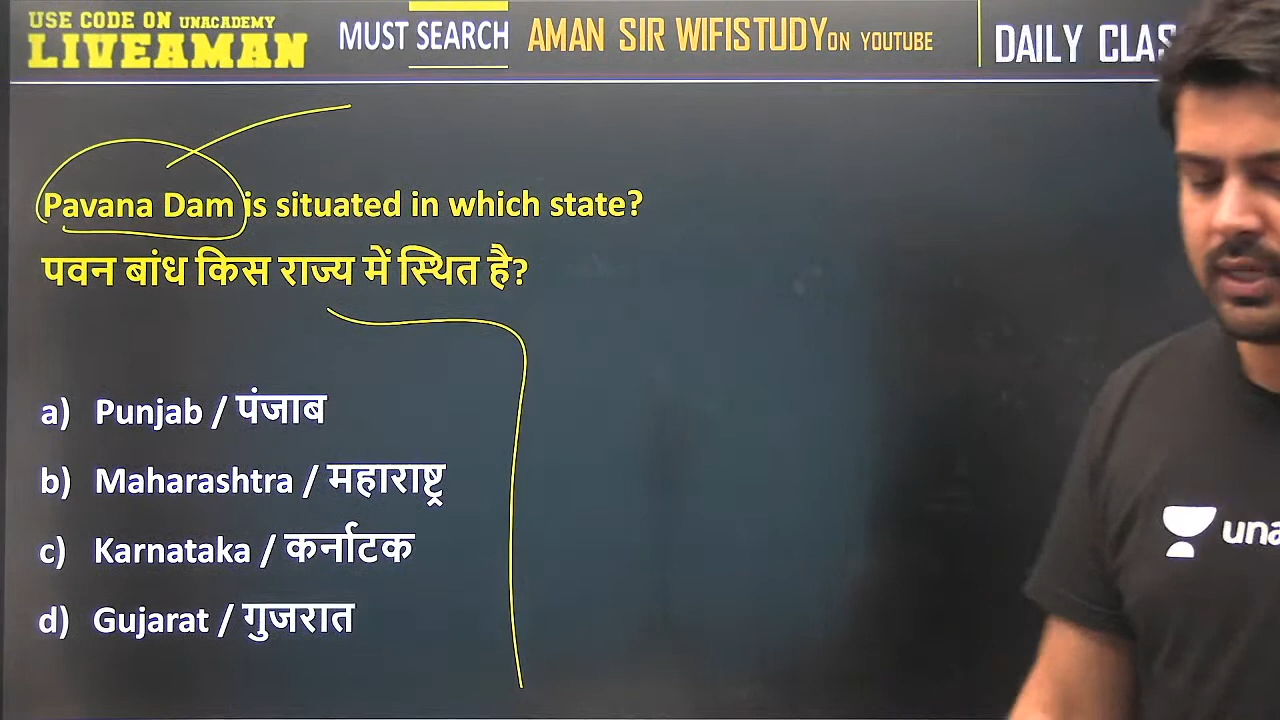 USE CODE ON UNACADEMY
LIVEAMAN
MUST SEARCH AMAN SIR WIFISTUDY ON YOUTUBE
DAILY CLAS
Pavana Dam is situated in which state?
पवन बांध किस राज्य में स्थित है?
a) Punjab / पंजाब
b) Maharashtra / महाराष्ट्र
c) Karnataka / कर्नाटक
d) Gujarat / गुजरात
una